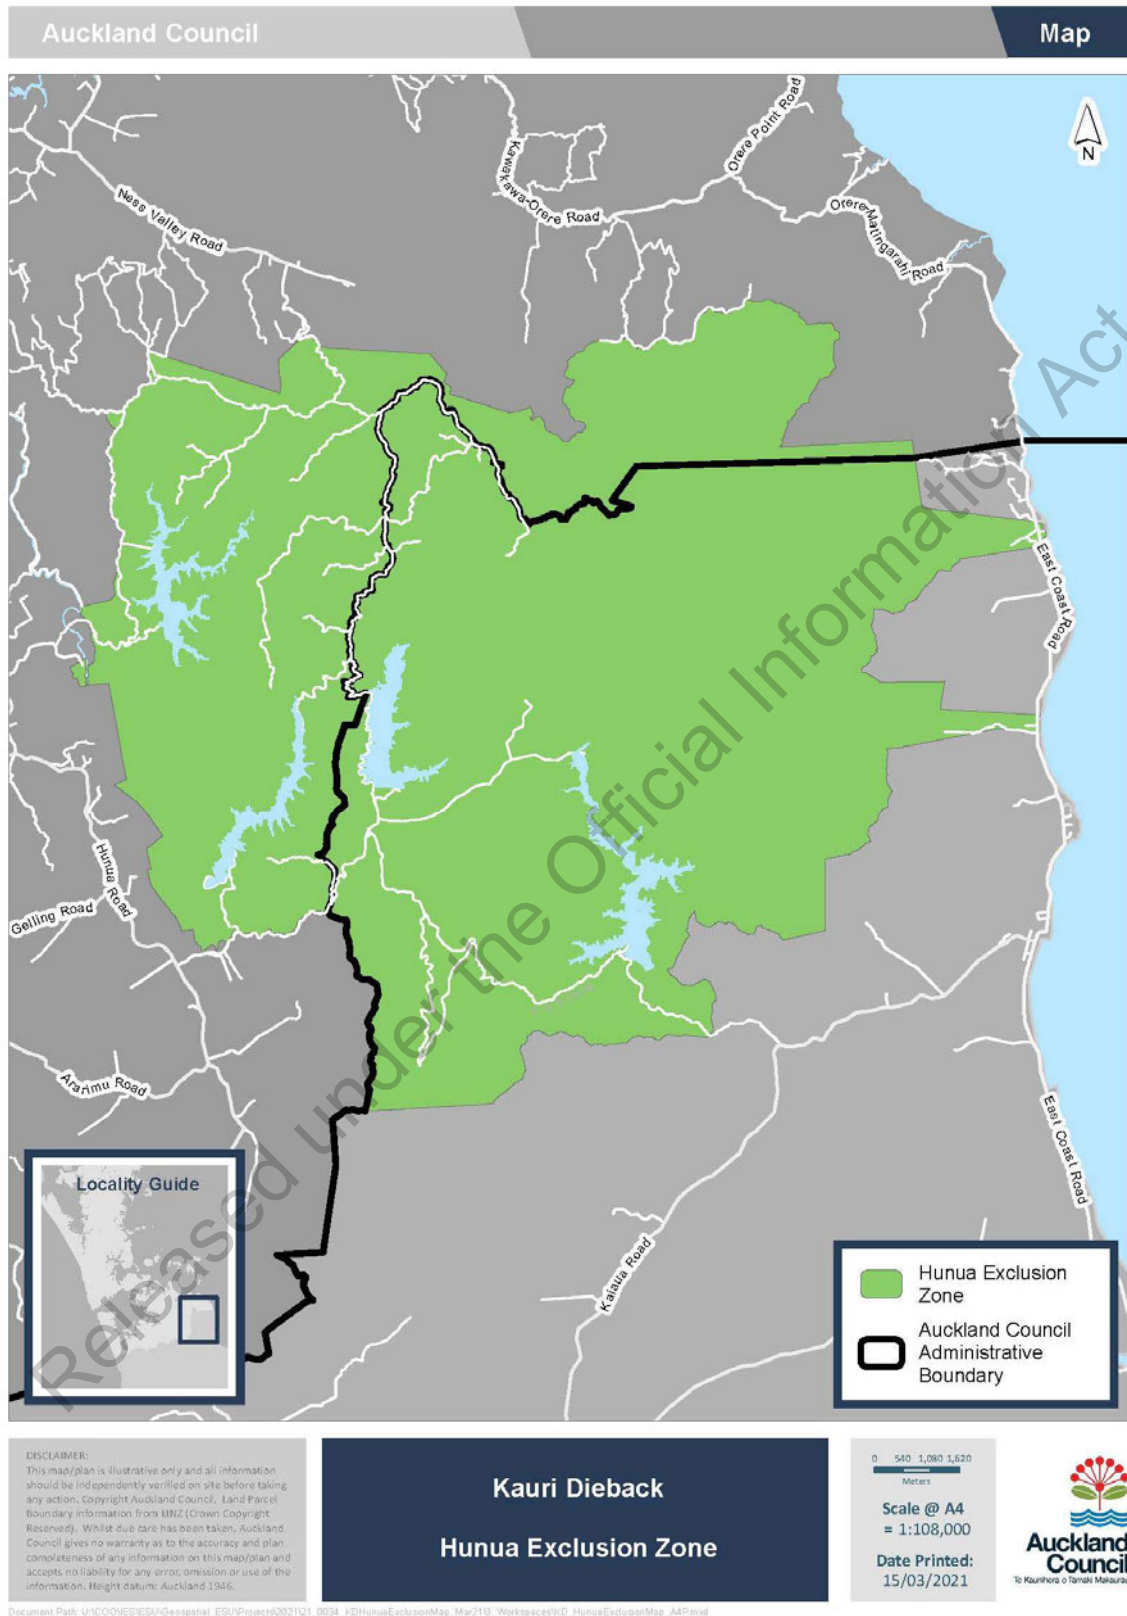 Auckland Council
Map
N
Ness Valley Road
Kawakawa-Orere Road
Orere Point Road
Orere-Matingarahi Road
East Coast Road
Hunua Road
Gelling Road
Ararimu Road
East Coast Road
Kaiaua Road
Released under the Official Information Act
Locality Guide
Hunua Exclusion
Zone
Auckland Council
Administrative
Boundary
DISCLAIMER:
This map/plan is illustrative only and all information
should be independently verified on site before taking
any action. Copyright Auckland Council. Land Parcel
Boundary Information from LINZ (Crown Copyright
Reserved). Whilst due care has been taken, Auckland
Council gives no warranty as to the accuracy and plan
completeness of any information on this map/plan and
accepts no liability for any error, omission or use of the
information. Height datum: Auckland 1946.
Kauri Dieback
Hunua Exclusion Zone
0 540 1,080 1,620
Meters
Scale @ A4
= 1:108,000
Date Printed:
15/03/2021
Auckland
Council
Te Kaunihera o Tāmaki Makaurau